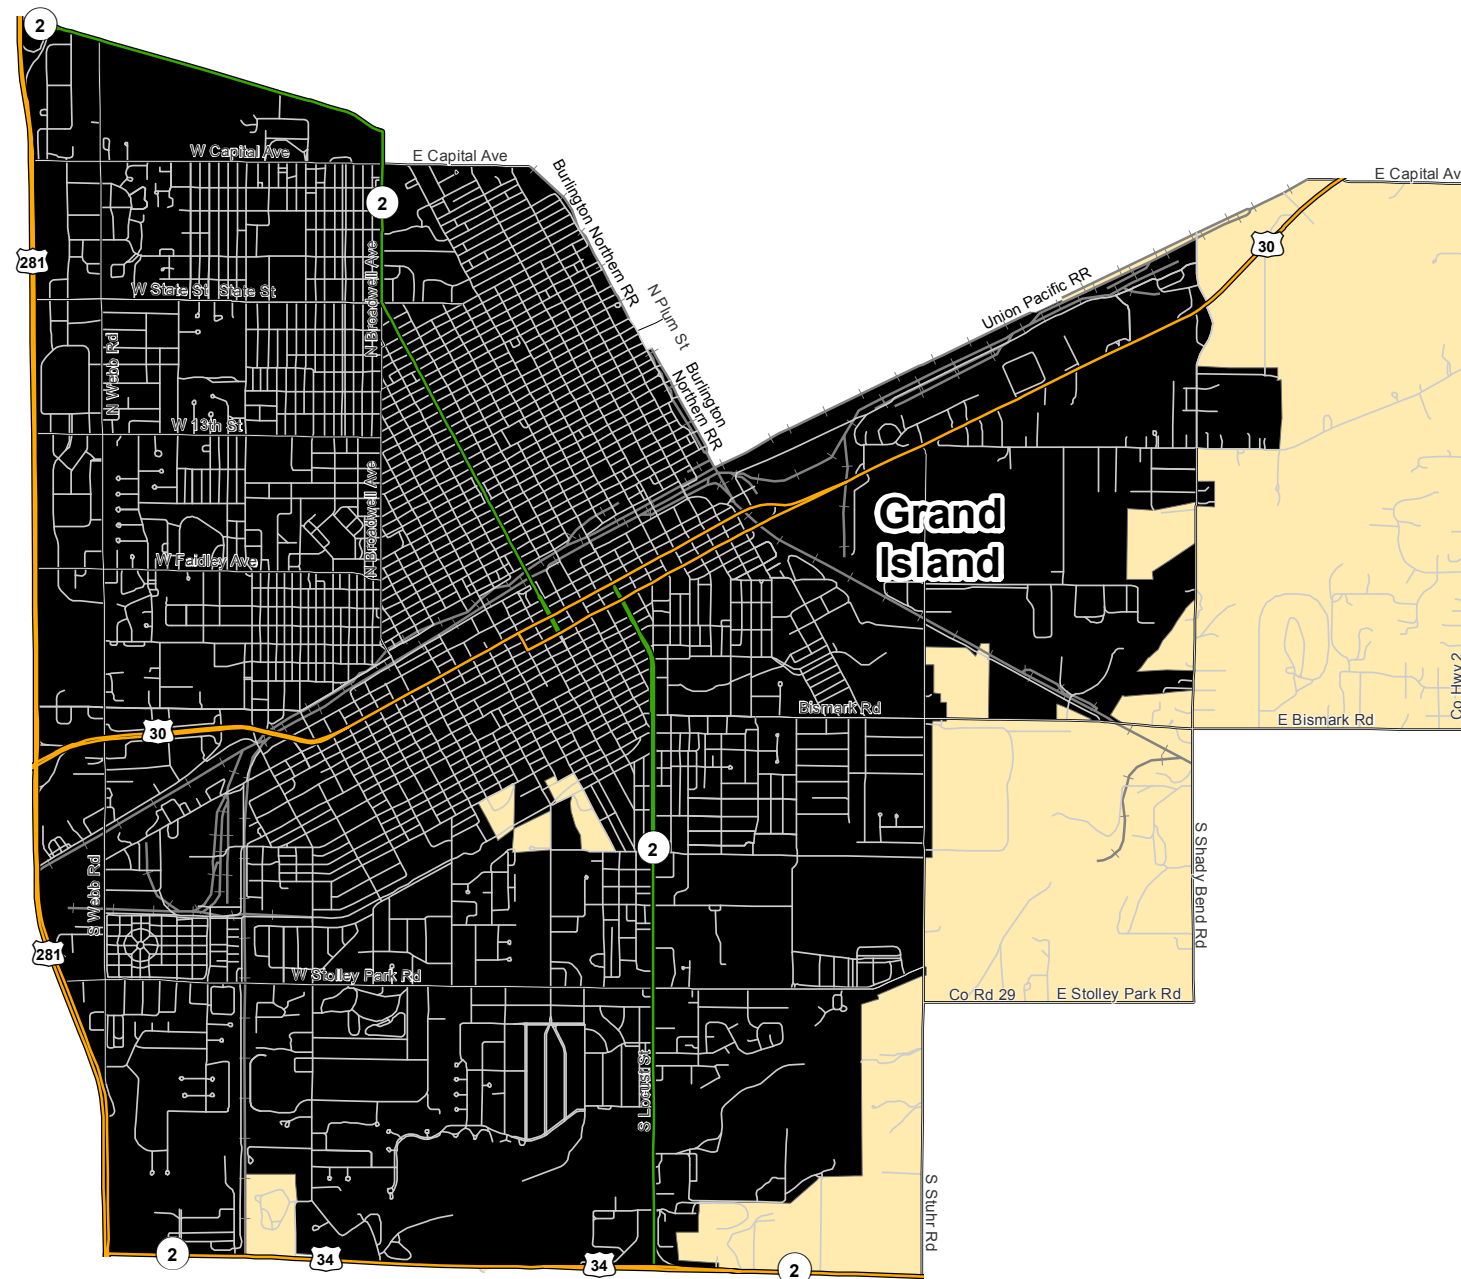 2
W Capital Ave
E Capital Ave
E Capital Av
2
Burlington Northern RR
30
281
N Broadwell Ave
Union Pacific RR
W State St
State St
N Plum St
N Webb Rd
Burlington
Northern RR
W 13th St
N Broadwell Ave
Grand
Island
W Faidley Ave
Co Hwy 2
Bismark Rd
E Bismark Rd
30
2
S Webb Rd
S Shady Bend Rd
281
W Stolley Park Rd
Co Rd 29
E Stolley Park Rd
S Locust St
S Stuhr Rd
2
34
34
2